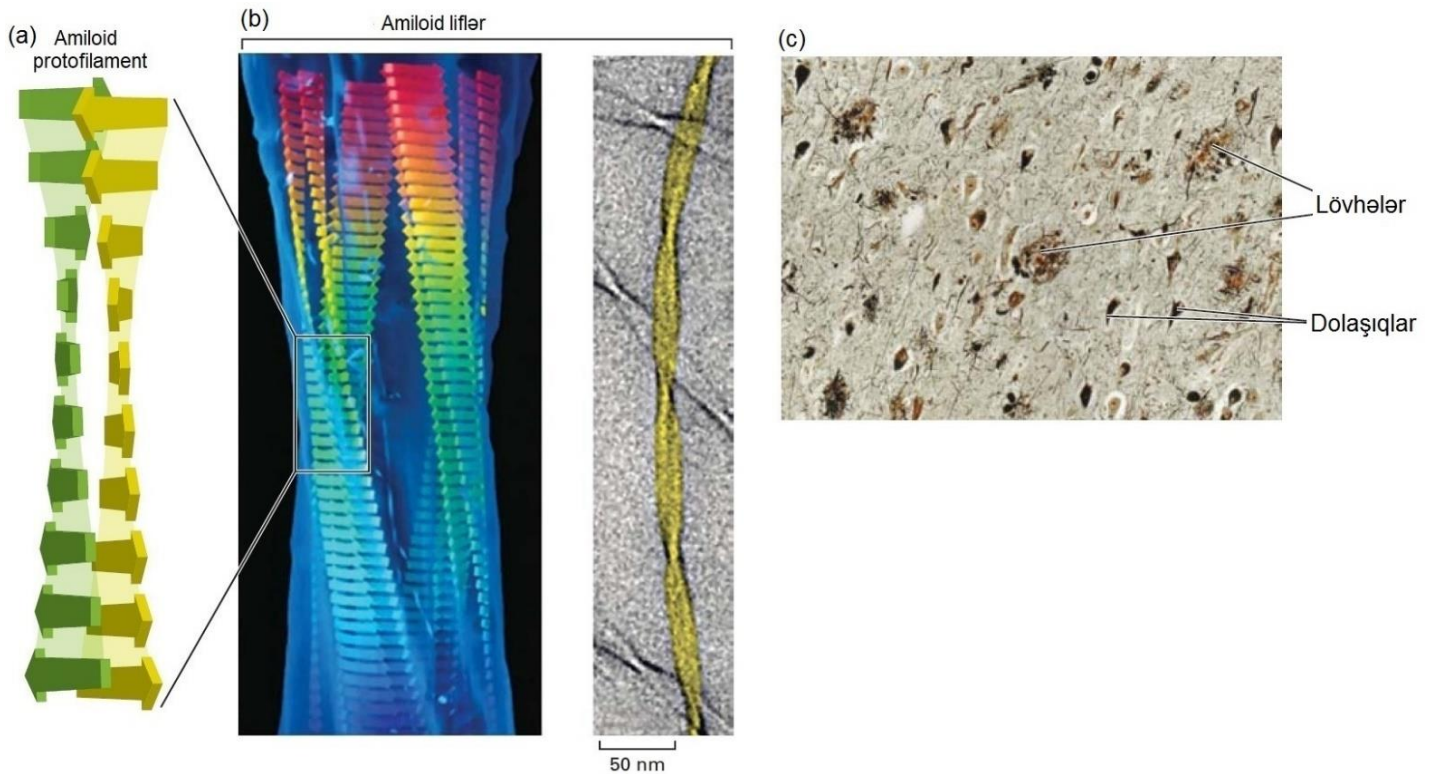 (a)
Amiloid
protofilament
(b)
Amiloid liflər
50 nm
(c)
Lövhələr
Dolaşıqlar